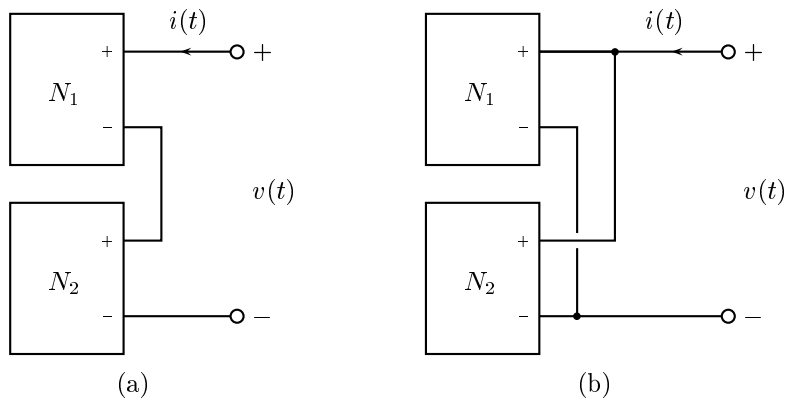 i(t)
+
+
N₁
−
v(t)
+
N₂
−
−
(a)
i(t)
+
+
N₁
−
v(t)
+
N₂
−
−
(b)